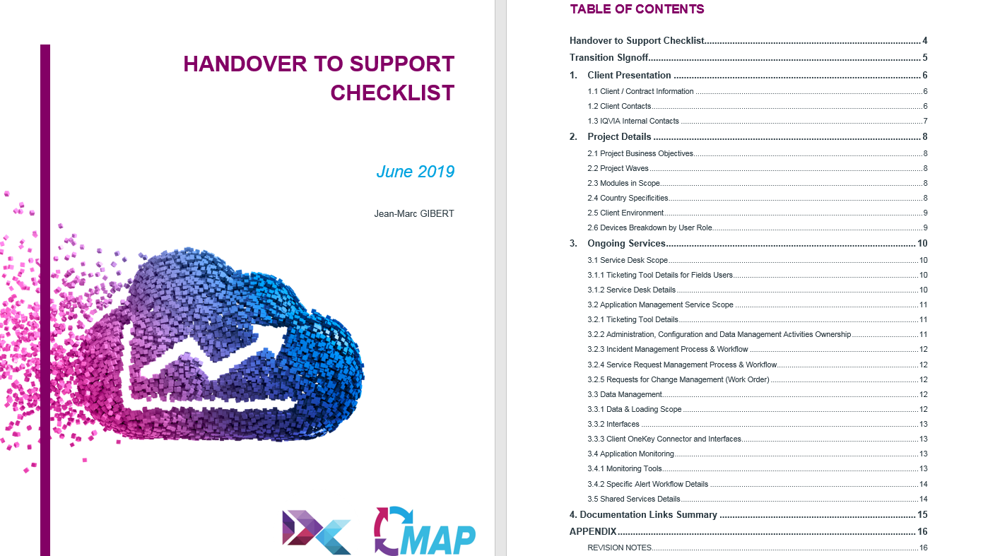 HANDOVER TO SUPPORT
CHECKLIST
June 2019
Jean-Marc GIBERT
MAP
TABLE OF CONTENTS
Handover to Support Checklist 4
Transition SIgnoff 5
1. Client Presentation 6
1.1 Client / Contract Information 6
1.2 Client Contacts 6
1.3 IQVIA Internal Contacts 7
2. Project Details 8
2.1 Project Business Objectives 8
2.2 Project Waves 8
2.3 Modules in Scope 8
2.4 Country Specificities 8
2.5 Client Environment 9
2.6 Devices Breakdown by User Role 9
3. Ongoing Services 10
3.1 Service Desk Scope 10
3.1.1 Ticketing Tool Details for Fields Users 10
3.1.2 Service Desk Details 10
3.2 Application Management Service Scope 11
3.2.1 Ticketing Tool Details 11
3.2.2 Administration, Configuration and Data Management Activities Ownership 11
3.2.3 Incident Management Process & Workflow 12
3.2.4 Service Request Management Process & Workflow 12
3.2.5 Requests for Change Management (Work Order) 12
3.3 Data Management 12
3.3.1 Data & Loading Scope 12
3.3.2 Interfaces 13
3.3.3 Client OneKey Connector and Interfaces 13
3.4 Application Monitoring 13
3.4.1 Monitoring Tools 13
3.4.2 Specific Alert Workflow Details 14
3.5 Shared Services Details 14
4. Documentation Links Summary 15
APPENDIX 16
REVISION NOTES 16